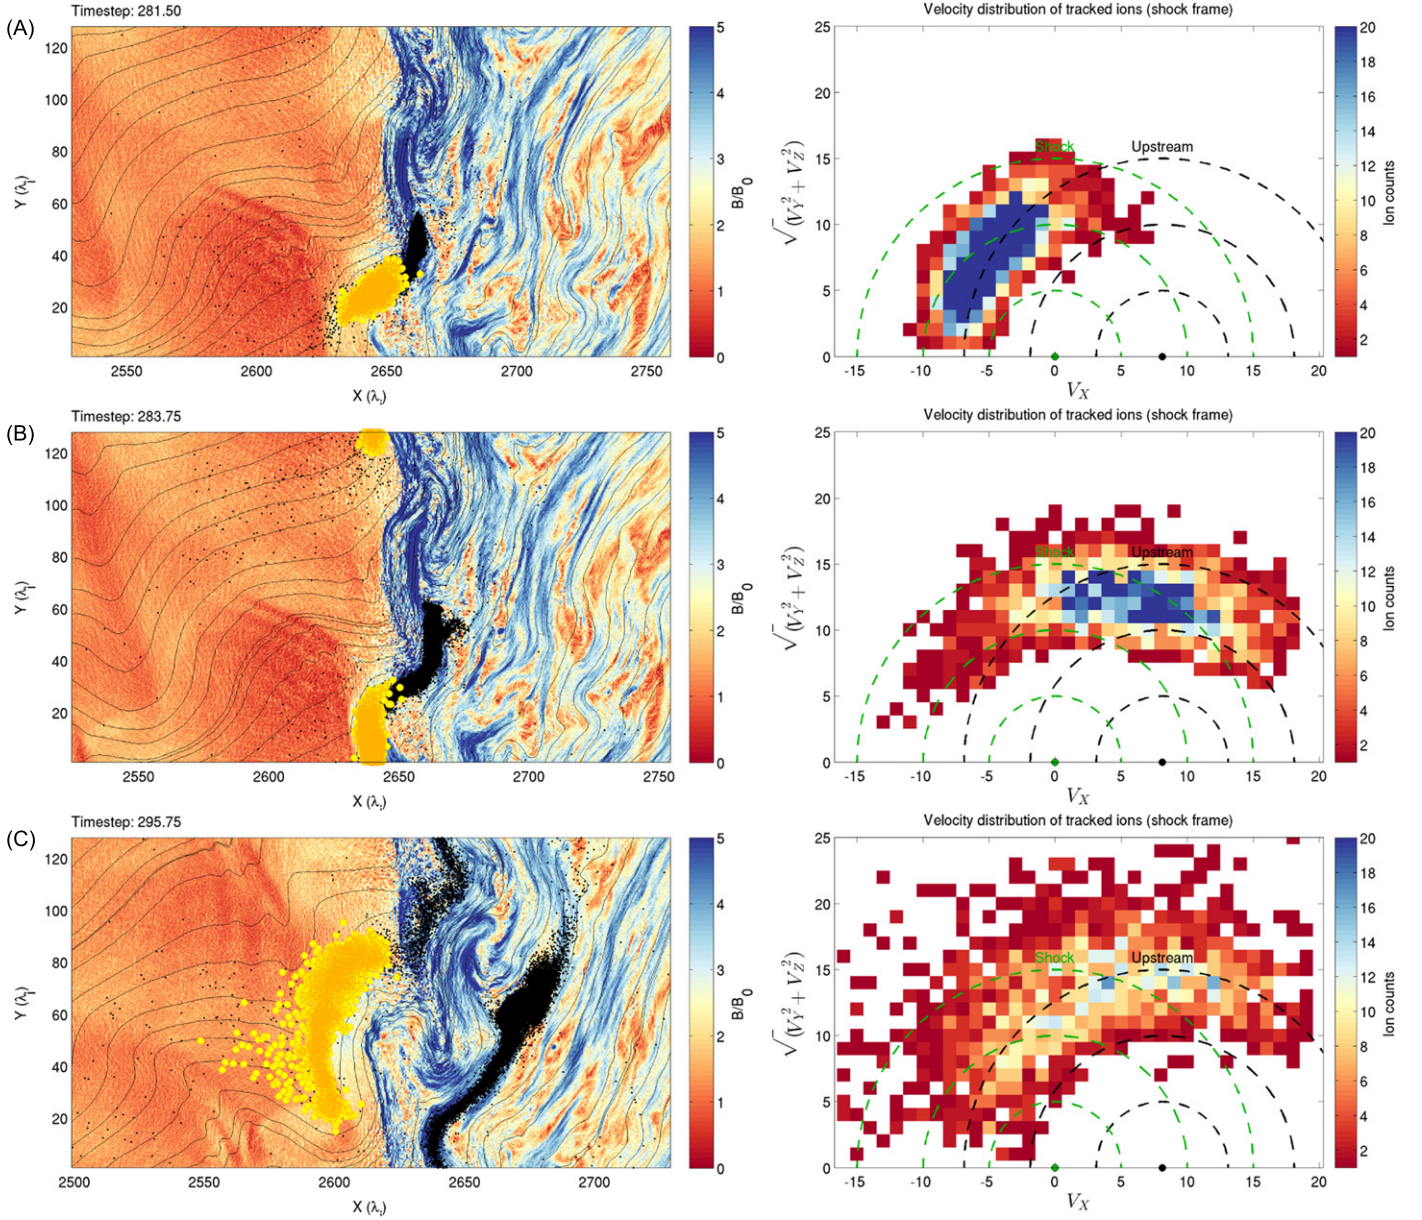 (A)
Timestep: 281.50
120
100
80
60
40
20
Y (λi)
2550 2600 2650 2700 2750
X (λi)
5
4
3
2
1
0
B/B0
Velocity distribution of tracked ions (shock frame)
25
20
15
10
5
0
√(VY² + VZ²)
Shock Upstream
-15 -10 -5 0 5 10 15 20
VX
20
18
16
14
12
10
8
6
4
2
Ion counts
(B)
Timestep: 283.75
120
100
80
60
40
20
Y (λi)
2550 2600 2650 2700 2750
X (λi)
5
4
3
2
1
0
B/B0
Velocity distribution of tracked ions (shock frame)
25
20
15
10
5
0
√(VY² + VZ²)
Shock Upstream
-15 -10 -5 0 5 10 15 20
VX
20
18
16
14
12
10
8
6
4
2
Ion counts
(C)
Timestep: 295.75
120
100
80
60
40
20
Y (λi)
2500 2550 2600 2650 2700
X (λi)
5
4
3
2
1
0
B/B0
Velocity distribution of tracked ions (shock frame)
25
20
15
10
5
0
√(VY² + VZ²)
Shock Upstream
-15 -10 -5 0 5 10 15 20
VX
20
18
16
14
12
10
8
6
4
2
Ion counts